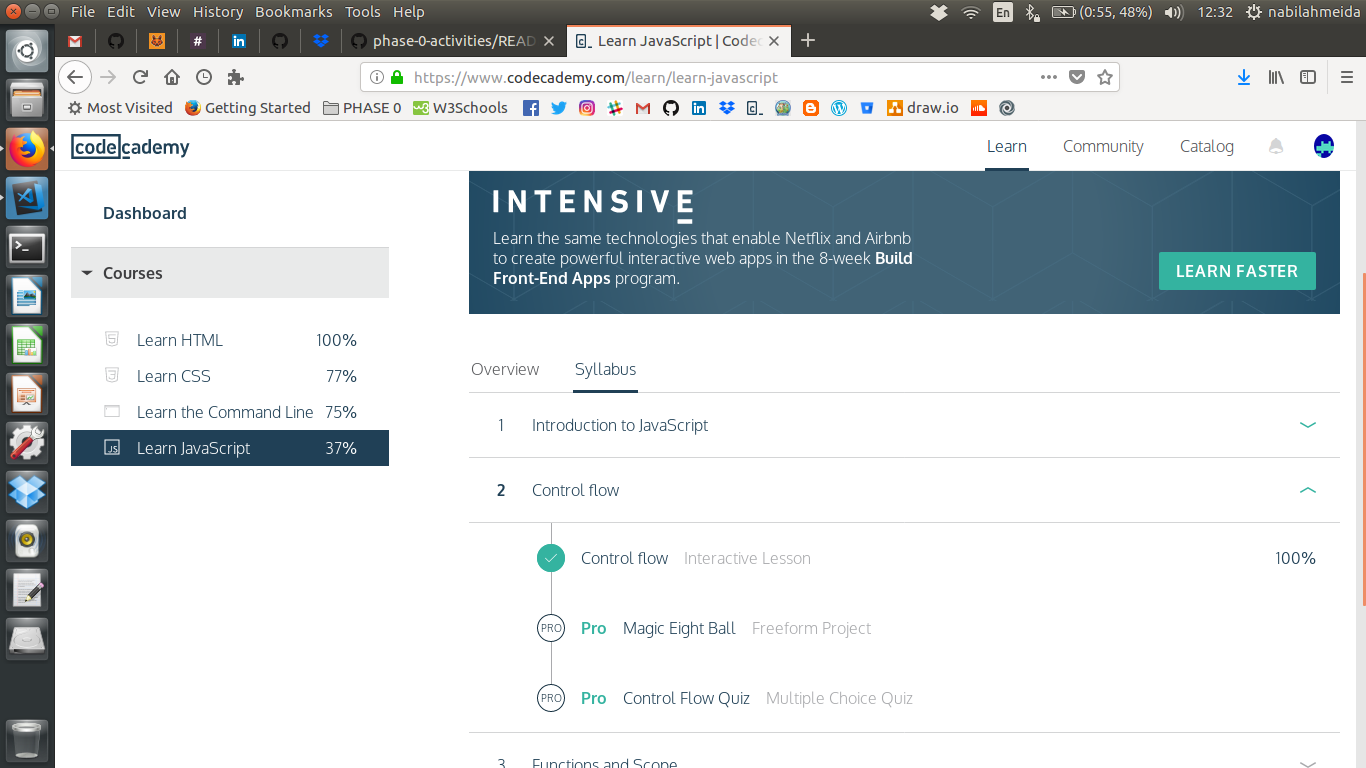 File Edit View History Bookmarks Tools Help
En
(0:55, 48%)
12:32
nabilahmeida
phase-0-activities/READ
Learn JavaScript | Codec
https://www.codecademy.com/learn/learn-javascript
Most Visited
Getting Started
PHASE 0
W3Schools
draw.io
codecademy
Learn
Community
Catalog
Dashboard
Courses
Learn HTML 100%
Learn CSS 77%
Learn the Command Line 75%
Learn JavaScript 37%
INTENSIVE
Learn the same technologies that enable Netflix and Airbnb
to create powerful interactive web apps in the 8-week Build
Front-End Apps program.
LEARN FASTER
Overview
Syllabus
1 Introduction to JavaScript
2 Control flow
Control flow Interactive Lesson 100%
PRO Pro Magic Eight Ball Freeform Project
PRO Pro Control Flow Quiz Multiple Choice Quiz
3 Functions and Scope